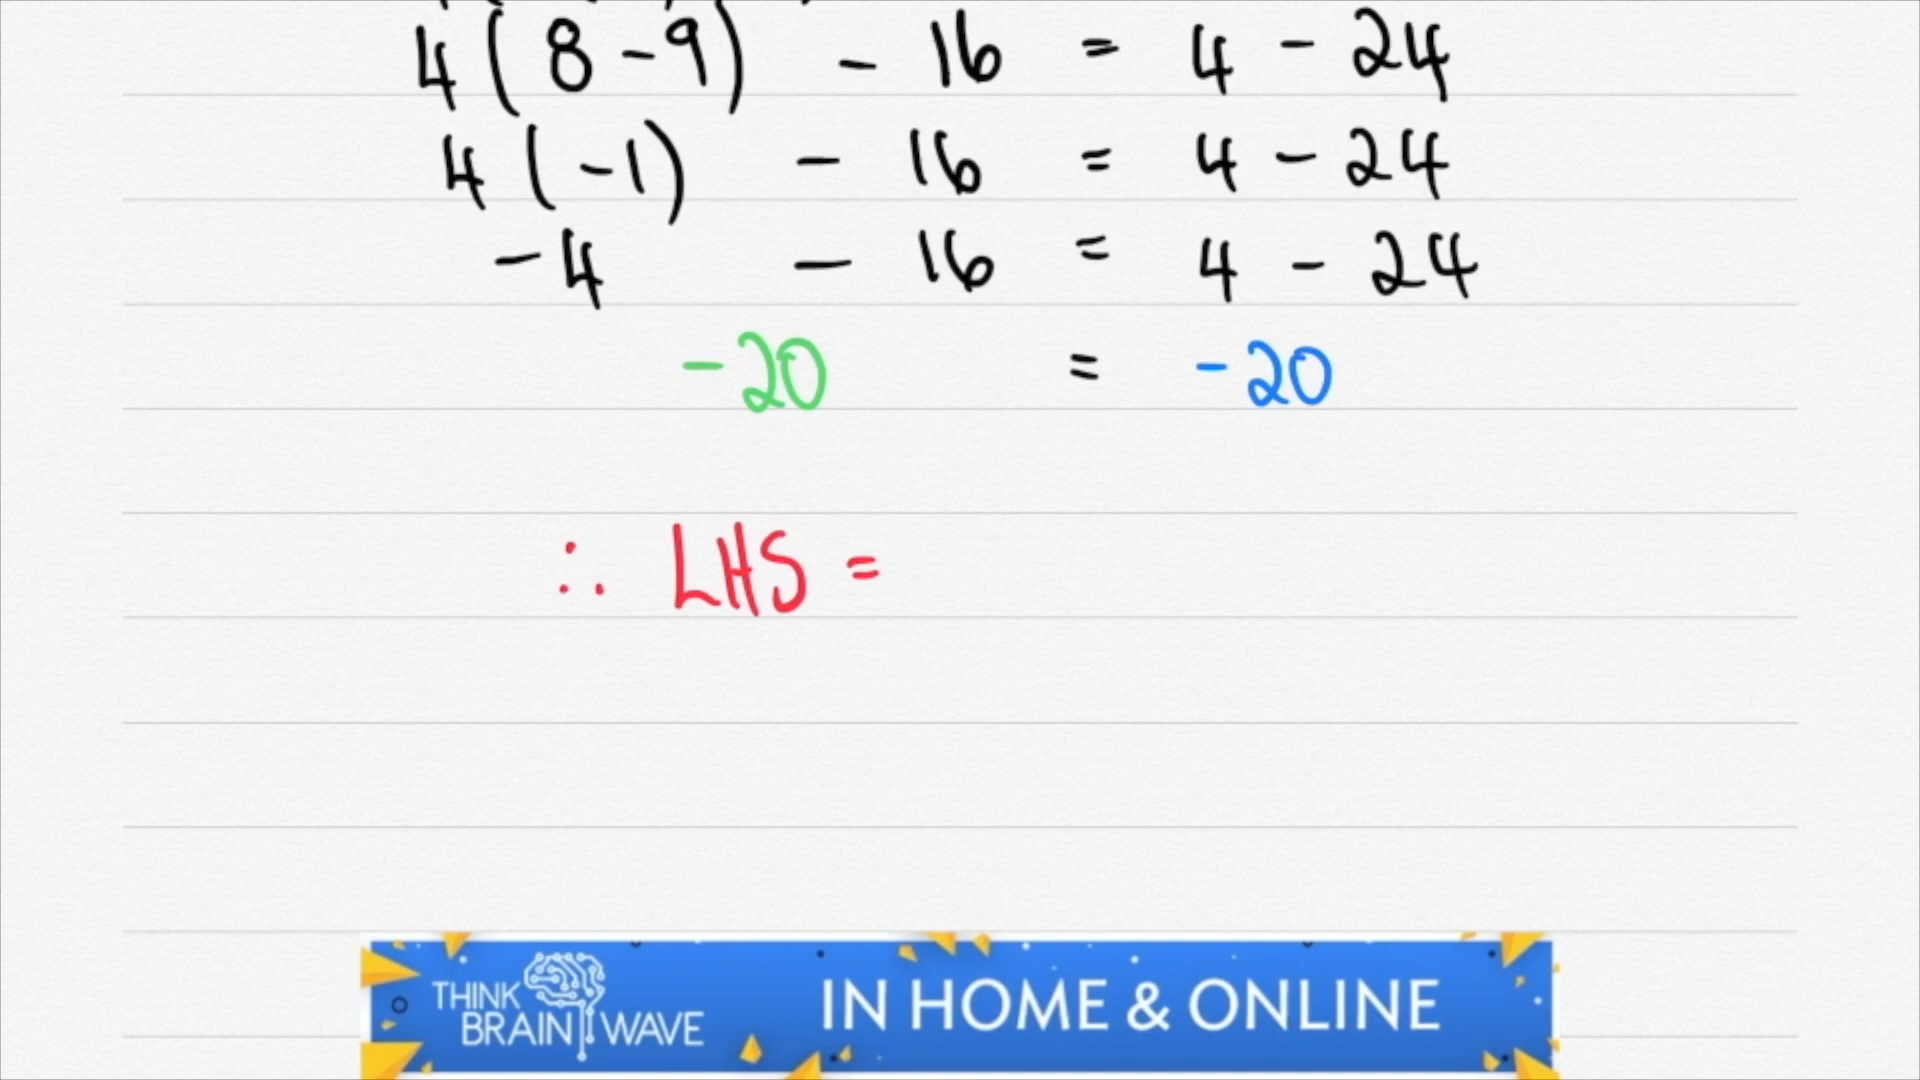 4(8-9) - 16 = 4 - 24
4(-1) - 16 = 4 - 24
-4 - 16 = 4 - 24
-20 = -20
∴ LHS =
THINK
BRAIN WAVE
IN HOME & ONLINE